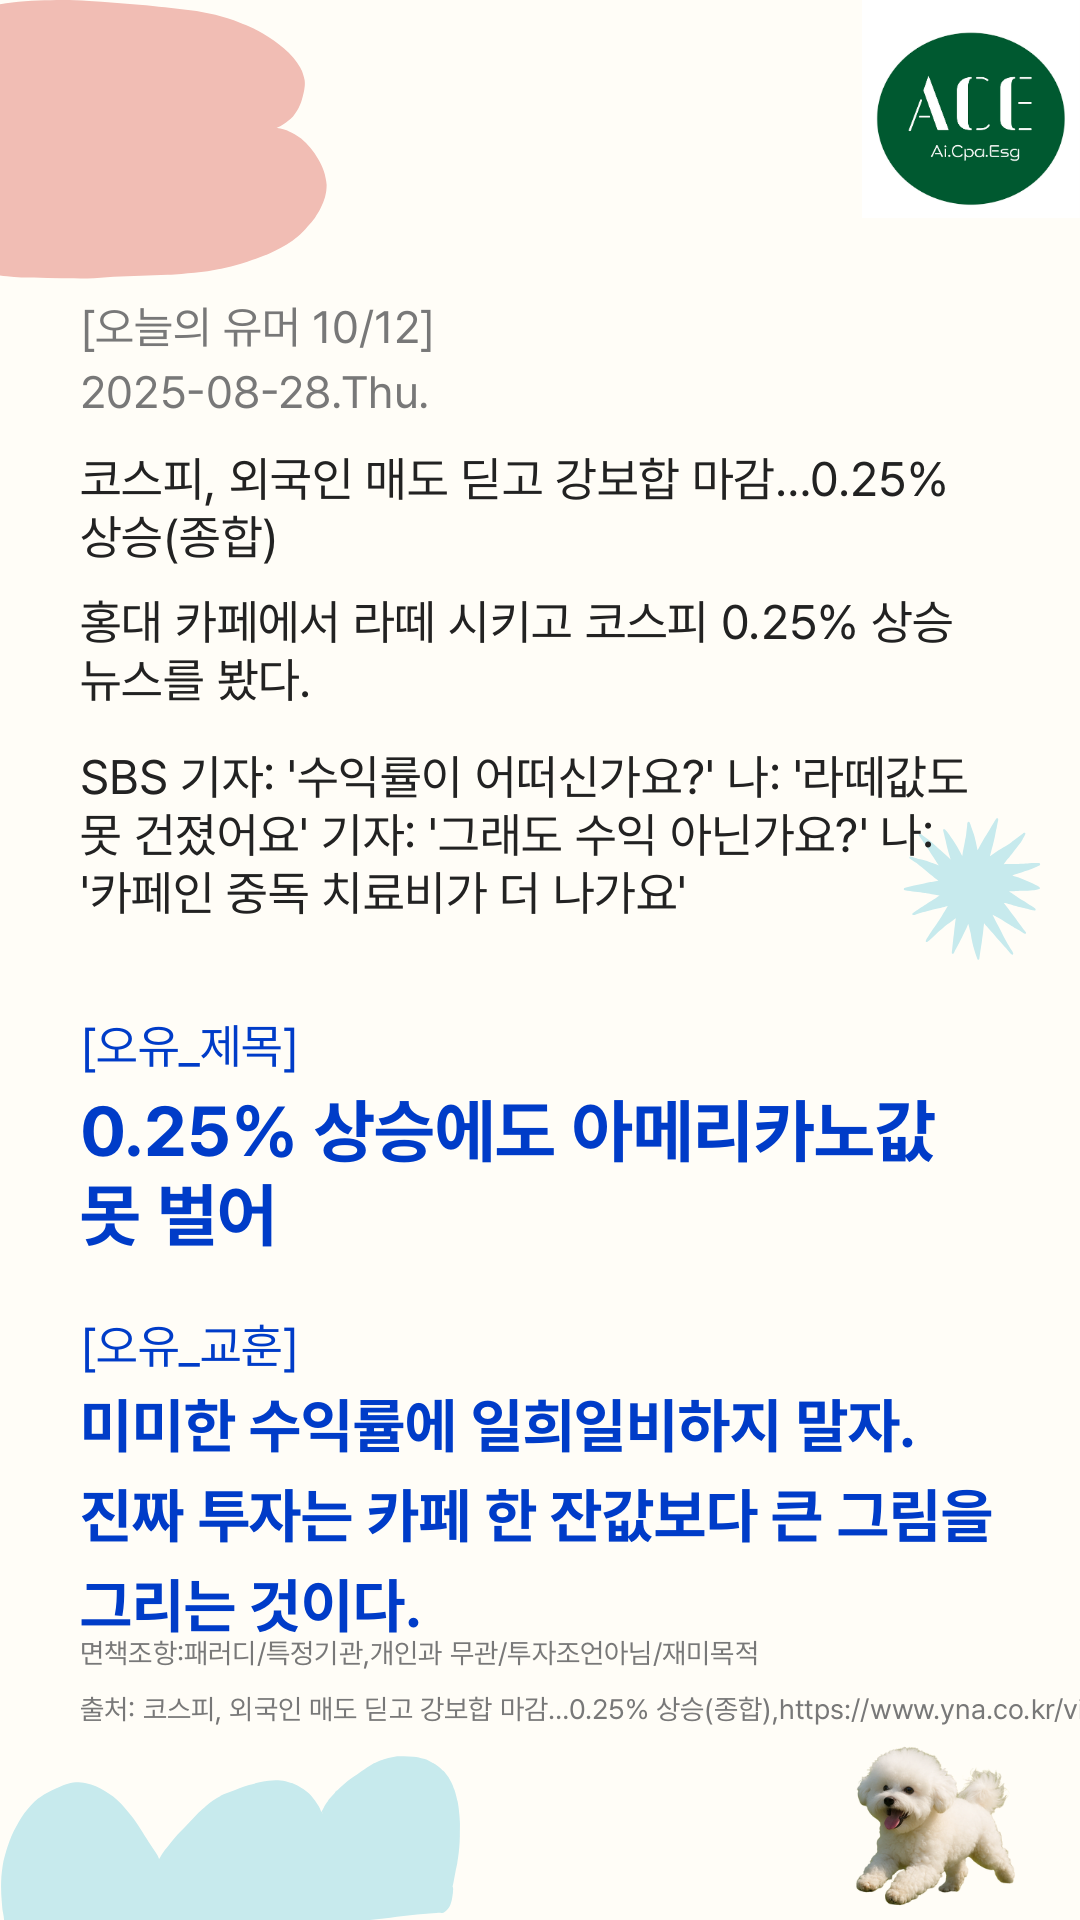 ACE
Ai.Cpa.Esg
[오늘의 유머 10/12]
2025-08-28.Thu.
코스피, 외국인 매도 딛고 강보합 마감...0.25%
상승(종합)
홍대 카페에서 라떼 시키고 코스피 0.25% 상승
뉴스를 봤다.
SBS 기자: '수익률이 어떠신가요?' 나: '라떼값도
못 건졌어요' 기자: '그래도 수익 아닌가요?' 나:
'카페인 중독 치료비가 더 나가요'
[오유_제목]
0.25% 상승에도 아메리카노값
못 벌어
[오유_교훈]
미미한 수익률에 일희일비하지 말자.
진짜 투자는 카페 한 잔값보다 큰 그림을
그리는 것이다.
면책조항:패러디/특정기관,개인과 무관/투자조언아님/재미목적
출처: 코스피, 외국인 매도 딛고 강보합 마감...0.25% 상승(종합),https://www.yna.co.kr/vi